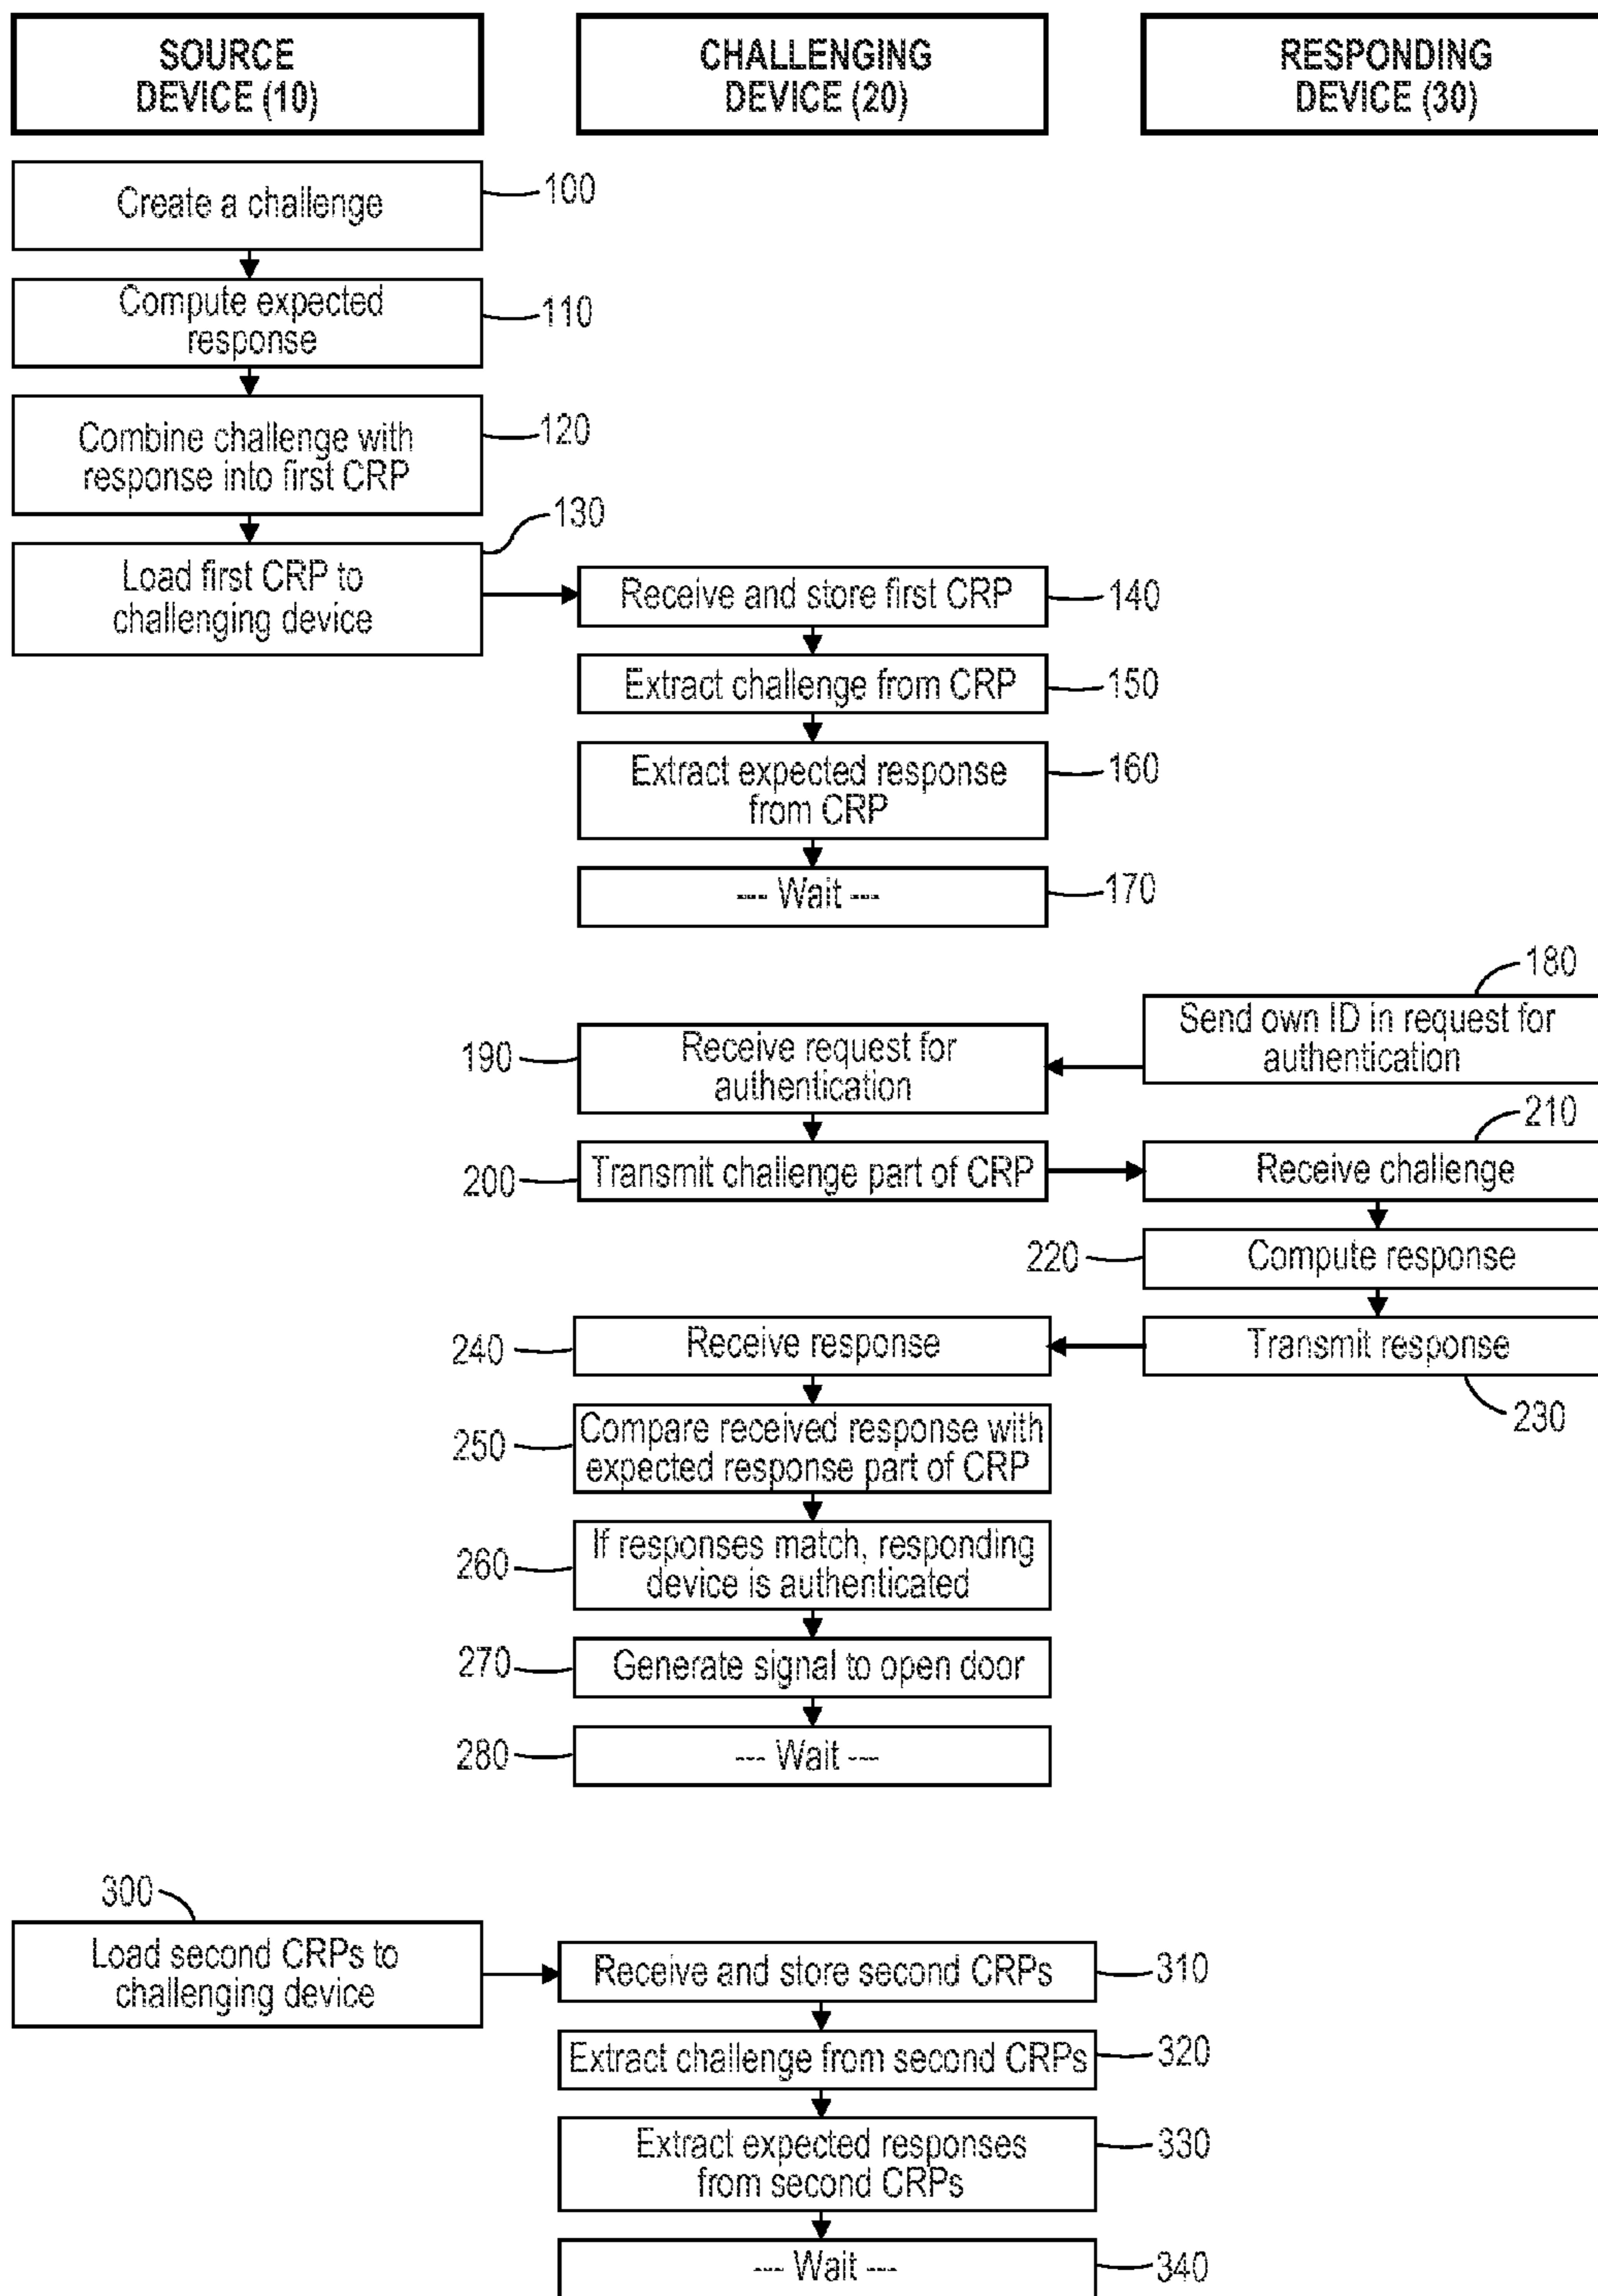 SOURCE
DEVICE (10)
CHALLENGING
DEVICE (20)
RESPONDING
DEVICE (30)
Create a challenge
100
Compute expected
response
110
Combine challenge with
response into first CRP
120
Load first CRP to
challenging device
130
Receive and store first CRP
140
Extract challenge from CRP
150
Extract expected response
from CRP
160
--- Wait ---
170
180
Send own ID in request for
authentication
190
Receive request for
authentication
200
Transmit challenge part of CRP
210
Receive challenge
220
Compute response
Transmit response
230
240
Receive response
250
Compare received response with
expected response part of CRP
260
If responses match, responding
device is authenticated
270
Generate signal to open door
280
--- Wait ---
300
Load second CRPs to
challenging device
Receive and store second CRPs
310
Extract challenge from second CRPs
320
Extract expected responses
from second CRPs
330
--- Wait ---
340